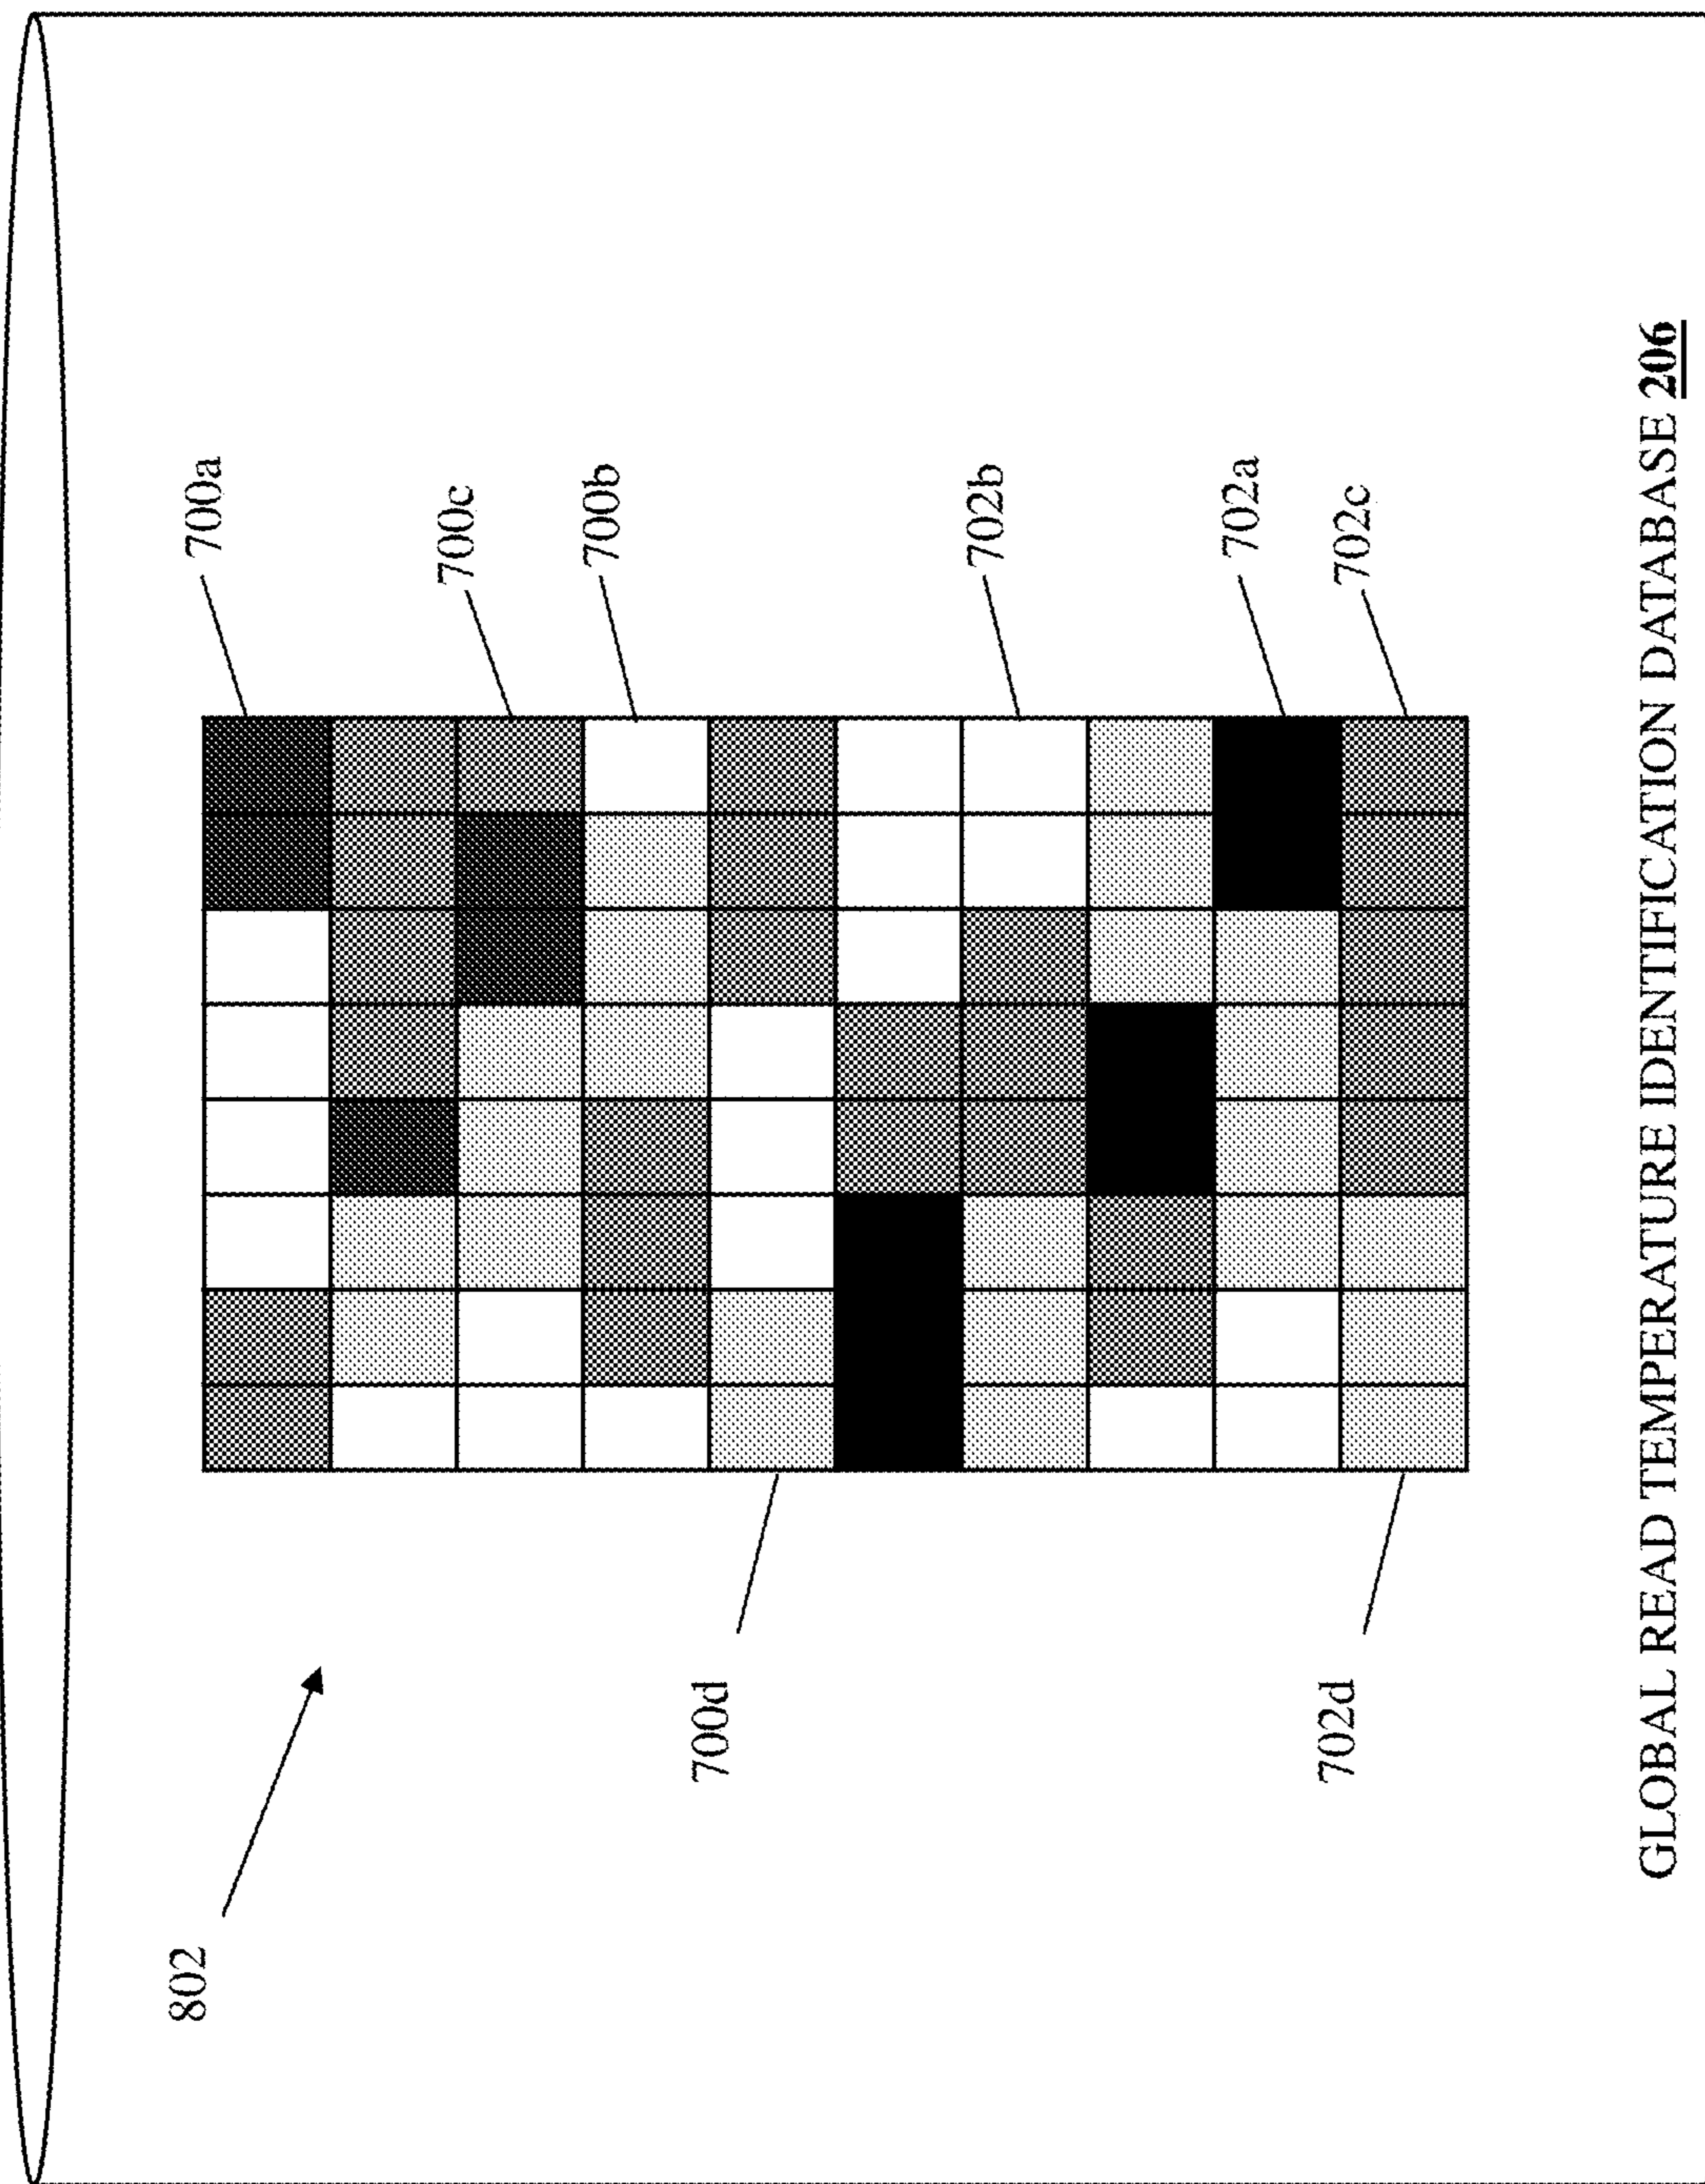 802
700a
700c
700b
700d
702b
702a
702d
702c
GLOBAL READ TEMPERATURE IDENTIFICATION DATABASE 206